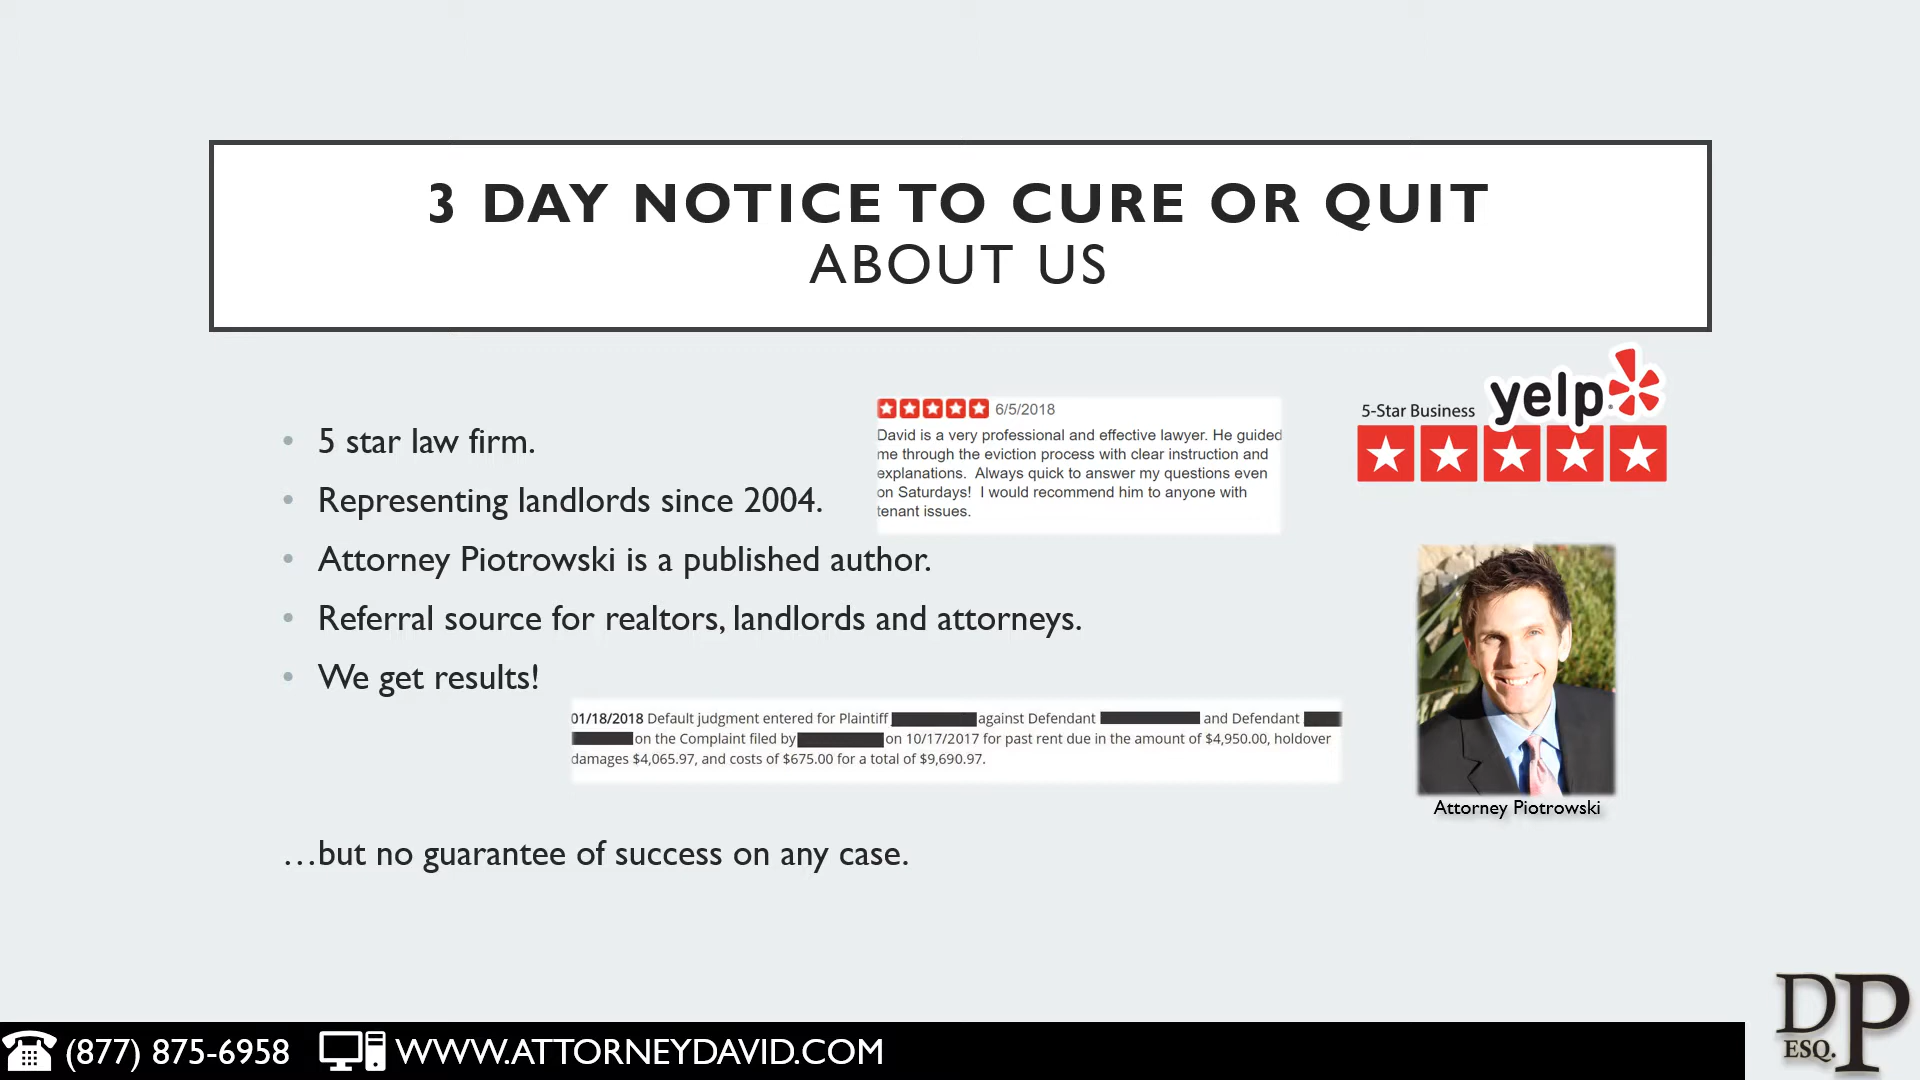 3 DAY NOTICE TO CURE OR QUIT
ABOUT US
• 5 star law firm.
• Representing landlords since 2004.
• Attorney Piotrowski is a published author.
• Referral source for realtors, landlords and attorneys.
• We get results!
6/5/2018
David is a very professional and effective lawyer. He guided
me through the eviction process with clear instruction and
explanations.  Always quick to answer my questions even
on Saturdays!  I would recommend him to anyone with
tenant issues.
5-Star Business yelp
Attorney Piotrowski
01/18/2018 Default judgment entered for Plaintiff against Defendant and Defendant
on the Complaint filed by on 10/17/2017 for past rent due in the amount of $4,950.00, holdover
damages $4,065.97, and costs of $675.00 for a total of $9,690.97.
…but no guarantee of success on any case.
(877) 875-6958 WWW.ATTORNEYDAVID.COM
DP
ESQ.